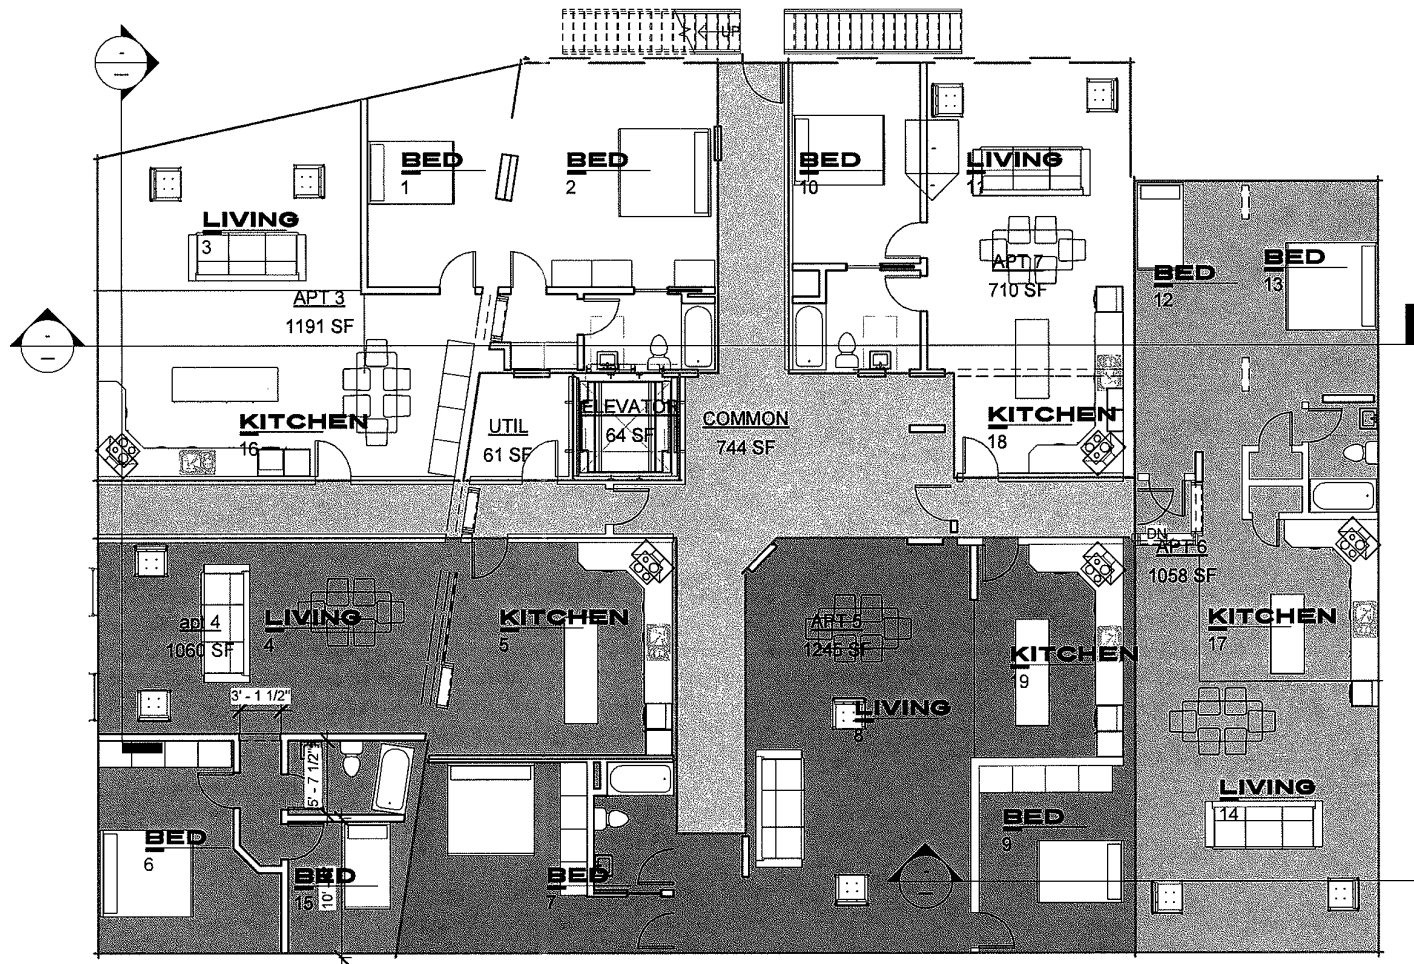 UP
BED
1
BED
2
BED
10
LIVING
11
LIVING
3
BED
12
BED
13
APT 3
1191 SF
APT 7
710 SF
KITCHEN
16
UTIL
61 SF
ELEVATOR
64 SF
COMMON
744 SF
KITCHEN
18
DN
APT 6
1058 SF
apt 4
1060 SF
LIVING
4
KITCHEN
5
APT 5
1245 SF
KITCHEN
17
KITCHEN
19
3' - 1 1/2"
LIVING
8
5' - 7 1/2"
LIVING
14
BED
6
BED
15
BED
7
BED
9